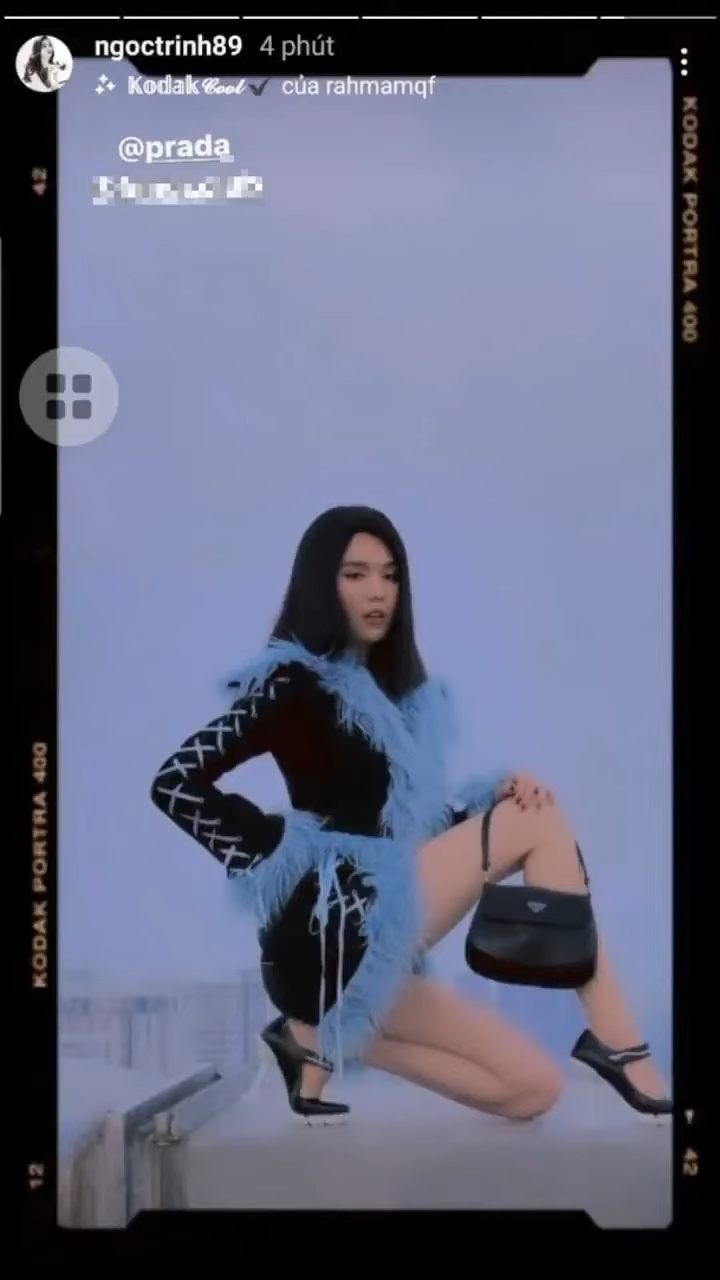 ngoctrinh89 4 phút
Kodak Cool ✔ của rahmamqf
@prada
KODAK PORTRA 400
42
KODAK PORTRA 400
12
42